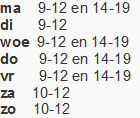 ma 9-12 en 14-19
di 9-12
woe 9-12 en 14-19
do 9-12 en 14-19
vr 9-12 en 14-19
za 10-12
zo 10-12